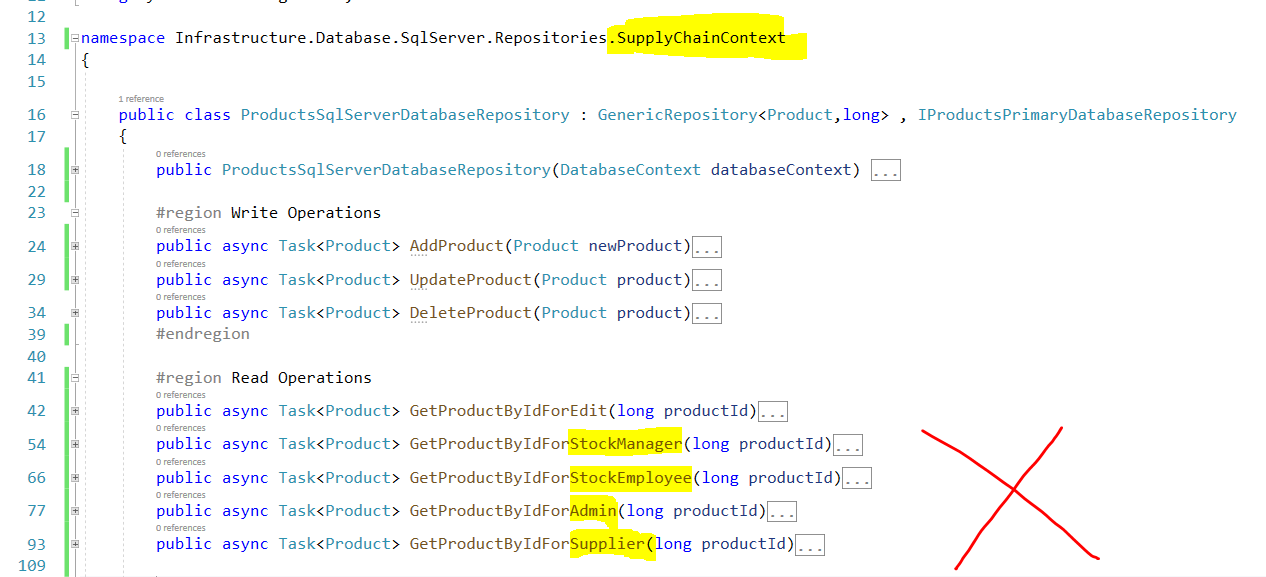 12
13 namespace Infrastructure.Database.SqlServer.Repositories.SupplyChainContext
14 {
15
1 reference
16 public class ProductsSqlServerDatabaseRepository : GenericRepository<Product,long> , IProductsPrimaryDatabaseRepository
17 {
0 references
18 public ProductsSqlServerDatabaseRepository(DatabaseContext databaseContext) ...
22
23 #region Write Operations
0 references
24 public async Task<Product> AddProduct(Product newProduct)...
0 references
29 public async Task<Product> UpdateProduct(Product product)...
0 references
34 public async Task<Product> DeleteProduct(Product product)...
39 #endregion
40
41 #region Read Operations
0 references
42 public async Task<Product> GetProductByIdForEdit(long productId)...
0 references
54 public async Task<Product> GetProductByIdForStockManager(long productId)...
0 references
66 public async Task<Product> GetProductByIdForStockEmployee(long productId)...
0 references
77 public async Task<Product> GetProductByIdForAdmin(long productId)...
0 references
93 public async Task<Product> GetProductByIdForSupplier(long productId)...
109